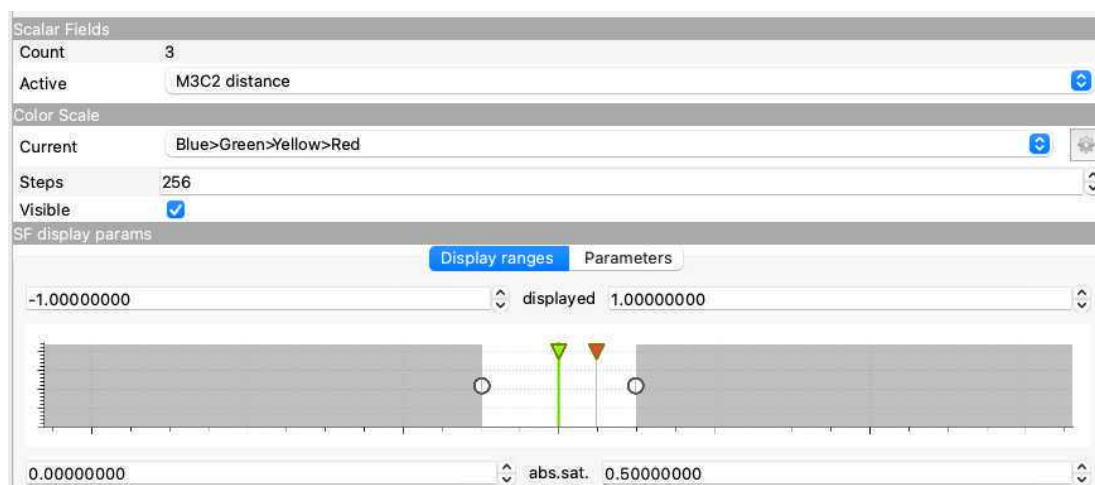 Scalar Fields
Count 3
Active M3C2 distance
Color Scale
Current Blue>Green>Yellow>Red
Steps 256
Visible
SF display params
Display ranges Parameters
-1.00000000 displayed 1.00000000
0.00000000 abs.sat. 0.50000000